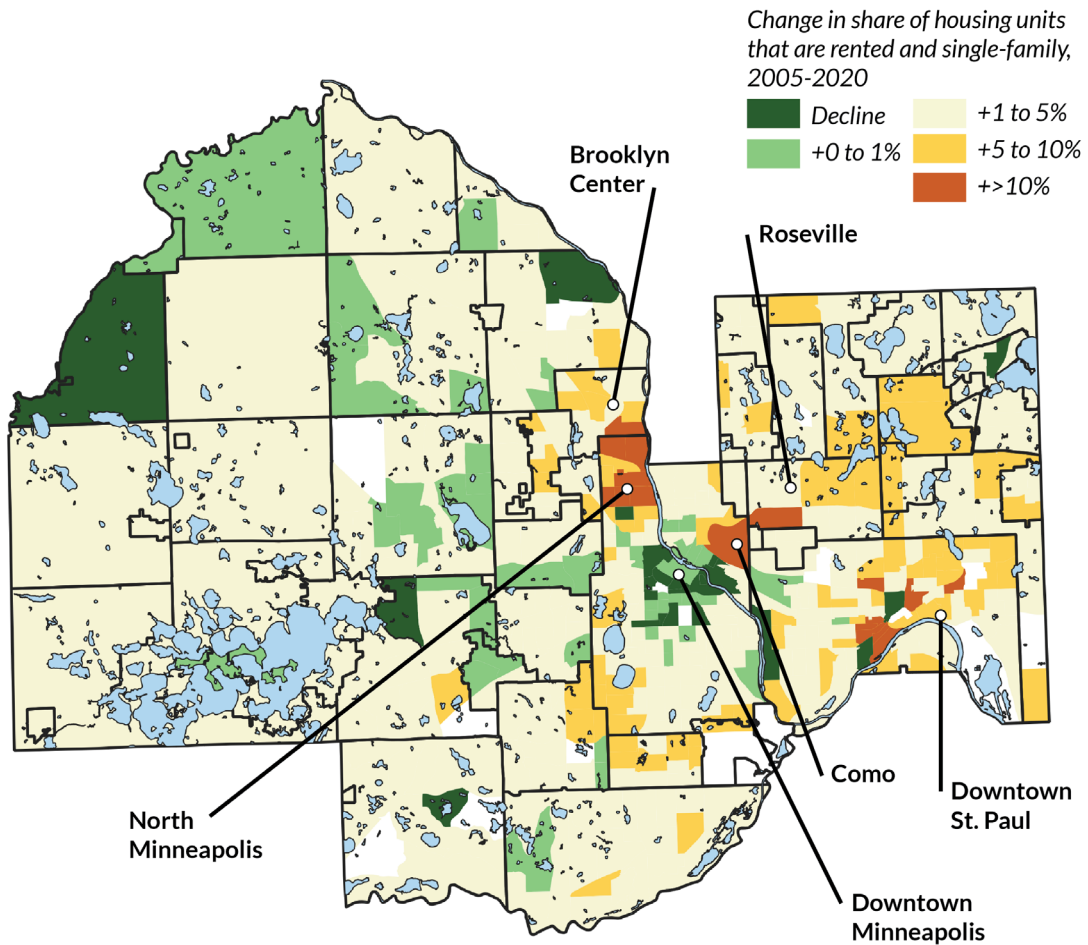 Change in share of housing units
that are rented and single-family,
2005-2020
Decline
+0 to 1%
+1 to 5%
+5 to 10%
+>10%
Brooklyn
Center
Roseville
North
Minneapolis
Como
Downtown
St. Paul
Downtown
Minneapolis